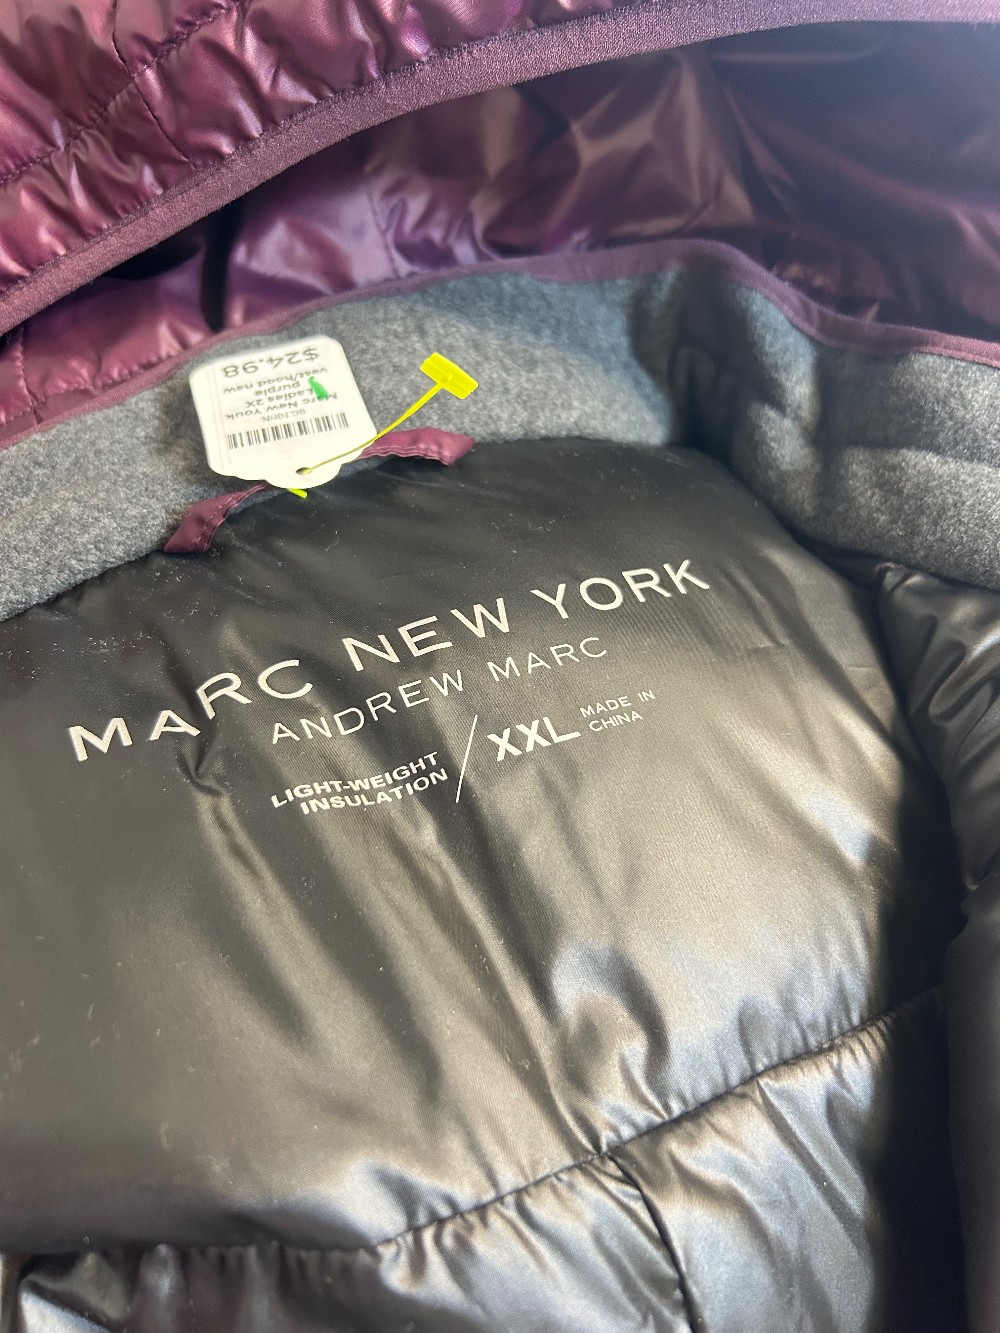 $24.98
vest/hood new
purple
Ladies 2X
Marc New Youk
MARC NEW YORK
ANDREW MARC
LIGHT-WEIGHT
INSULATION
XXL
MADE IN
CHINA